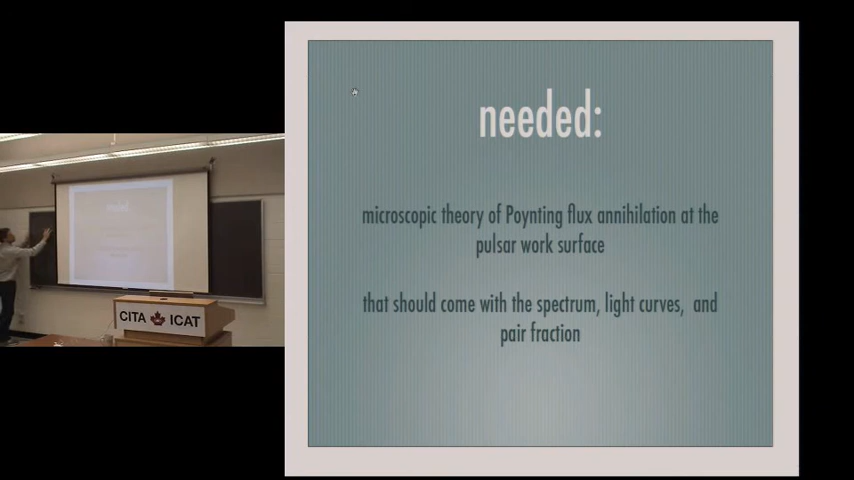 needed:
microscopic theory of Poynting flux annihilation at the
pulsar work surface
that should come with the spectrum, light curves, and
pair fraction
CITA ICAT